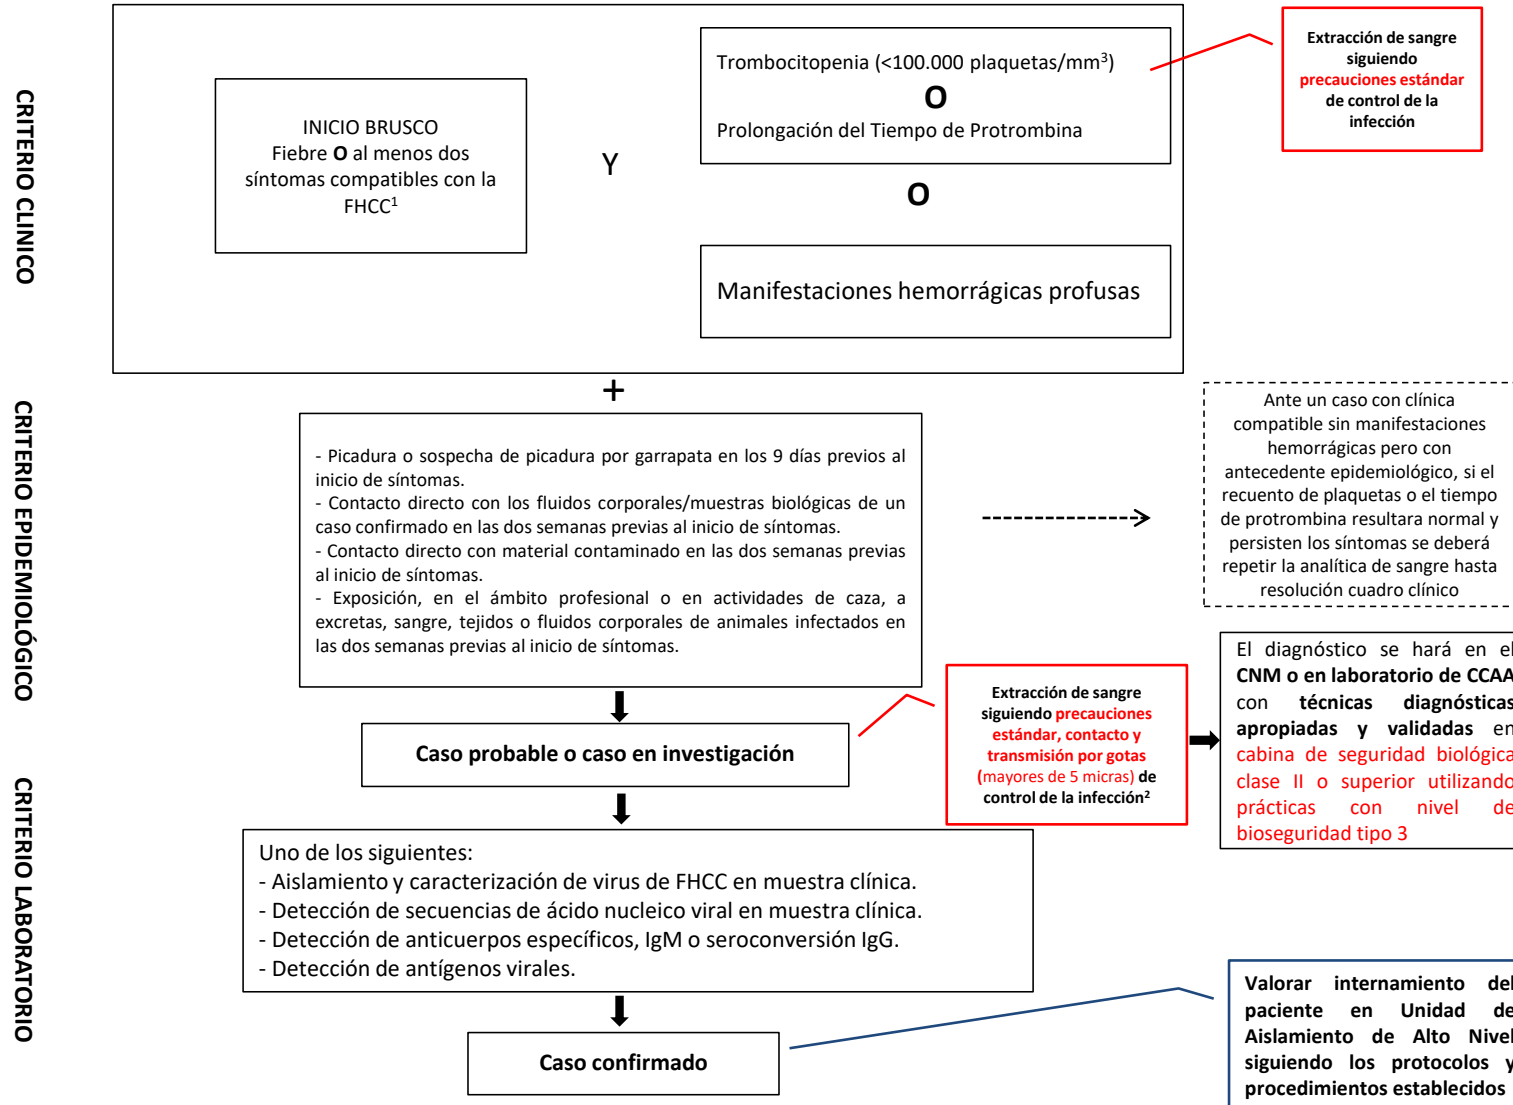 CRITERIO CLINICO
INICIO BRUSCO
Fiebre O al menos dos
síntomas compatibles con la
FHCC1
Y
Trombocitopenia (<100.000 plaquetas/mm3)
O
Prolongación del Tiempo de Protrombina
O
Manifestaciones hemorrágicas profusas
Extracción de sangre
siguiendo
precauciones estándar
de control de la
infección
+
CRITERIO EPIDEMIOLÓGICO
- Picadura o sospecha de picadura por garrapata en los 9 días previos al
inicio de síntomas.
- Contacto directo con los fluidos corporales/muestras biológicas de un
caso confirmado en las dos semanas previas al inicio de síntomas.
- Contacto directo con material contaminado en las dos semanas previas
al inicio de síntomas.
- Exposición, en el ámbito profesional o en actividades de caza, a
excretas, sangre, tejidos o fluidos corporales de animales infectados en
las dos semanas previas al inicio de síntomas.
Ante un caso con clínica
compatible sin manifestaciones
hemorrágicas pero con
antecedente epidemiológico, si el
recuento de plaquetas o el tiempo
de protrombina resultara normal y
persisten los síntomas se deberá
repetir la analítica de sangre hasta
resolución cuadro clínico
Caso probable o caso en investigación
Extracción de sangre
siguiendo precauciones
estándar, contacto y
transmisión por gotas
(mayores de 5 micras) de
control de la infección2
El diagnóstico se hará en el
CNM o en laboratorio de CCAA
con técnicas diagnósticas
apropiadas y validadas en
cabina de seguridad biológica
clase II o superior utilizando
prácticas con nivel de
bioseguridad tipo 3
CRITERIO LABORATORIO
Uno de los siguientes:
- Aislamiento y caracterización de virus de FHCC en muestra clínica.
- Detección de secuencias de ácido nucleico viral en muestra clínica.
- Detección de anticuerpos específicos, IgM o seroconversión IgG.
- Detección de antígenos virales.
Caso confirmado
Valorar internamiento del
paciente en Unidad de
Aislamiento de Alto Nivel
siguiendo los protocolos y
procedimientos establecidos